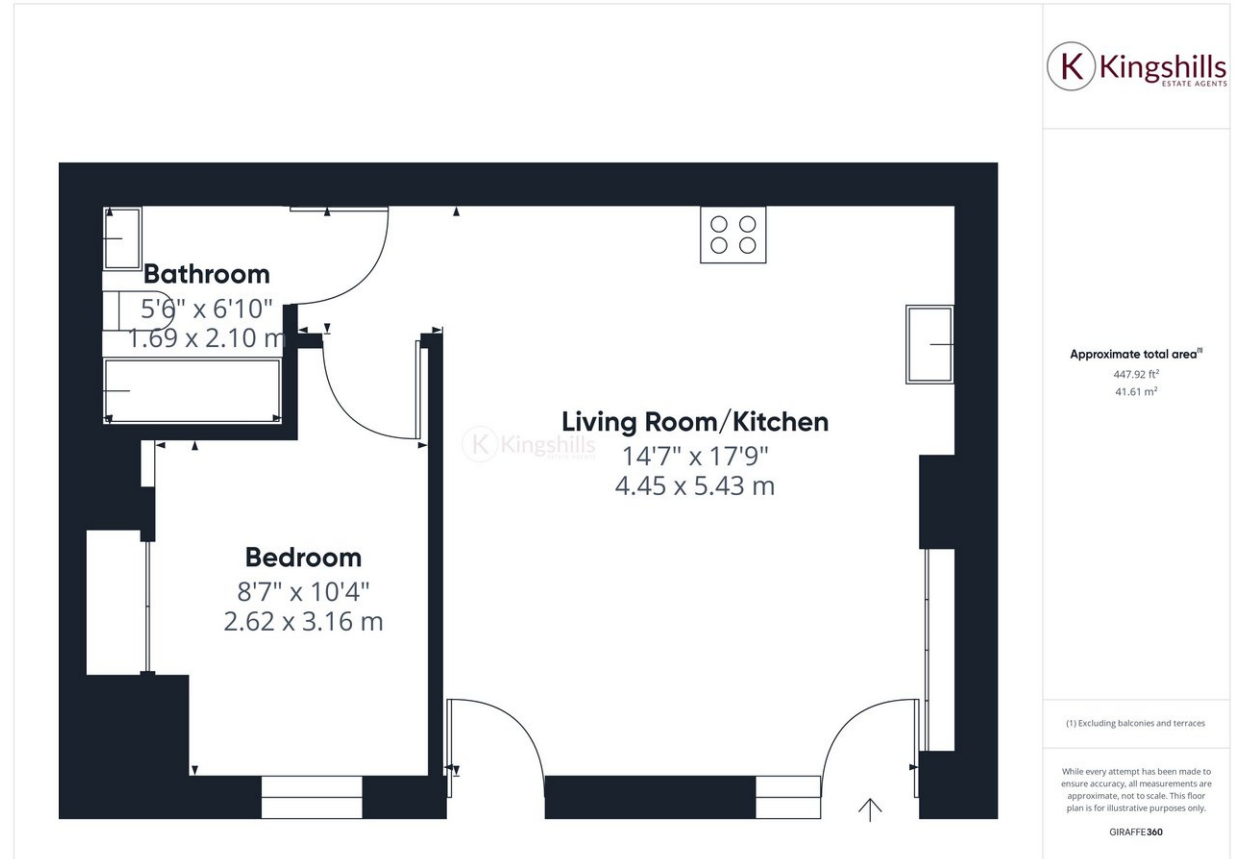 K Kingshills
ESTATE AGENTS
Bathroom
5'6" x 6'10"
1.69 x 2.10 m
Living Room/Kitchen
14'7" x 17'9"
4.45 x 5.43 m
K Kingshills
ESTATE AGENTS
Bedroom
8'7" x 10'4"
2.62 x 3.16 m
Approximate total area(1)
447.92 ft²
41.61 m²
(1) Excluding balconies and terraces
While every attempt has been made to
ensure accuracy, all measurements are
approximate, not to scale. This floor
plan is for illustrative purposes only.
GIRAFFE360